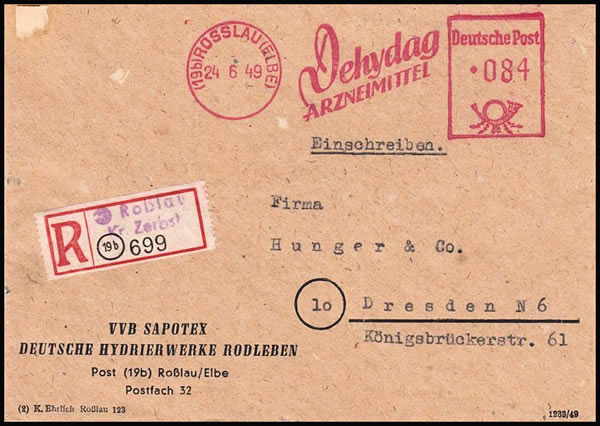 (19b) ROSSLAU (ELBE)
24 6 49
Dehydag
ARZNEIMITTEL
Deutsche Post
084
Einschreiben.
R
Roßlau
Kr. Zerbst
19b
699
Firma
Hunger & Co.
10
Dresden N 6
Königsbrückerstr. 61
VVB SAPOTEX
DEUTSCHE HYDRIERWERKE RODLEBEN
Post (19b) Roßlau/Elbe
Postfach 32
(2) K. Ehrlich Roßlau 123
1233/49